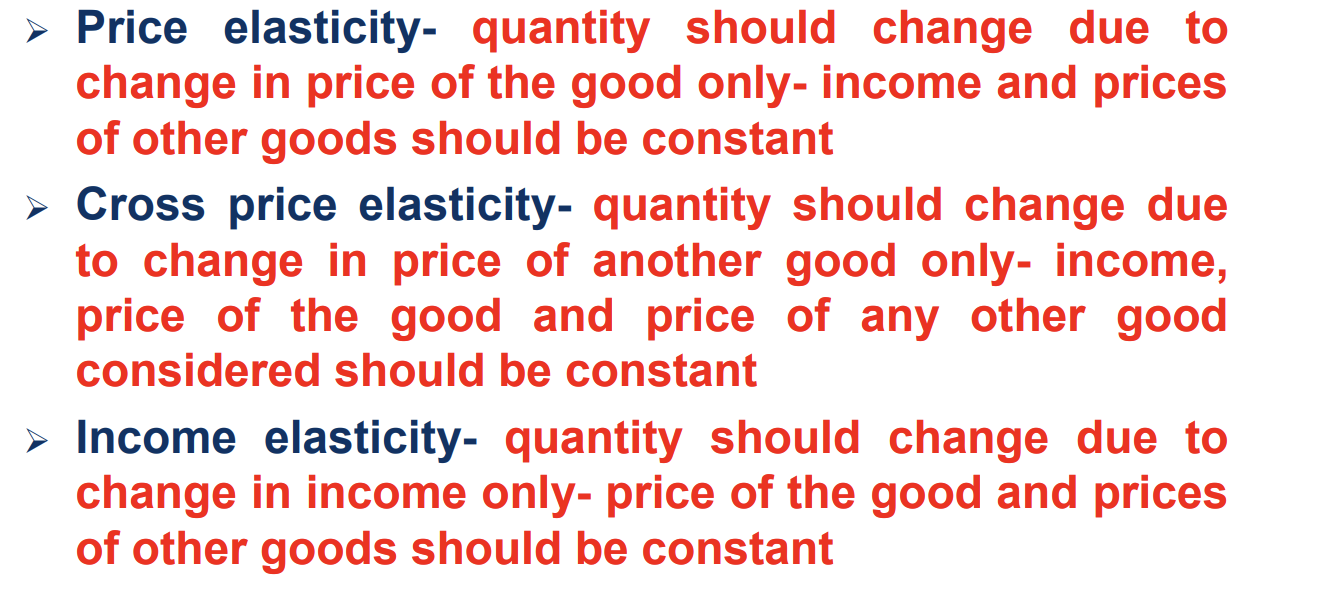 ➢ Price elasticity- quantity should change due to
change in price of the good only- income and prices
of other goods should be constant
➢ Cross price elasticity- quantity should change due
to change in price of another good only- income,
price of the good and price of any other good
considered should be constant
➢ Income elasticity- quantity should change due to
change in income only- price of the good and prices
of other goods should be constant